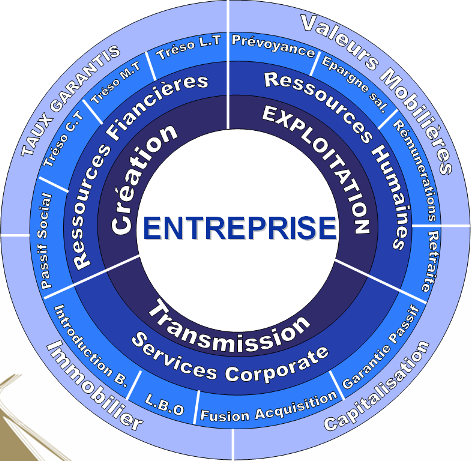 TAUX GARANTIS
Valeurs Mobilières
Immobilier
Capitalisation
Passif Social
Tréso C.T
Tréso M.T
Tréso L.T
Prévoyance
Epargne sal.
Rémunérations
Retraite
Garantie Passif
Fusion Acquisition
L.B.O
Introduction B.
Ressources Fiancières
Ressources Humaines
Services Corporate
Création
EXPLOITATION
Transmission
ENTREPRISE